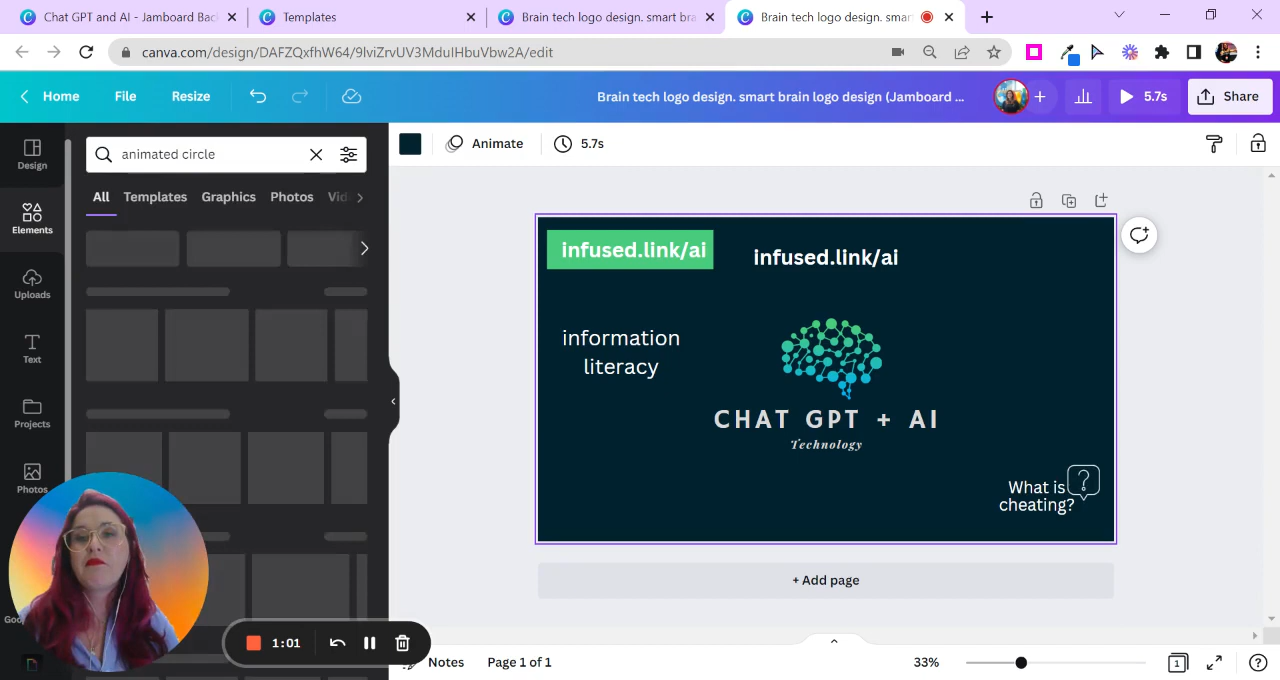 Chat GPT and AI - Jamboard Bac
Templates
Brain tech logo design. smart bra
Brain tech logo design. smar
canva.com/design/DAFZQxfhW64/9lviZrvUV3MdulHbuVbw2A/edit
Home
File
Resize
Brain tech logo design. smart brain logo design (Jamboard ...
5.7s
Share
Design
Elements
Uploads
Text
Projects
Photos
animated circle
All Templates Graphics Photos Vid
Animate
5.7s
infused.link/ai
infused.link/ai
information
literacy
CHAT GPT + AI
Technology
What is
cheating?
?
+ Add page
1:01
Notes
Page 1 of 1
33%
1